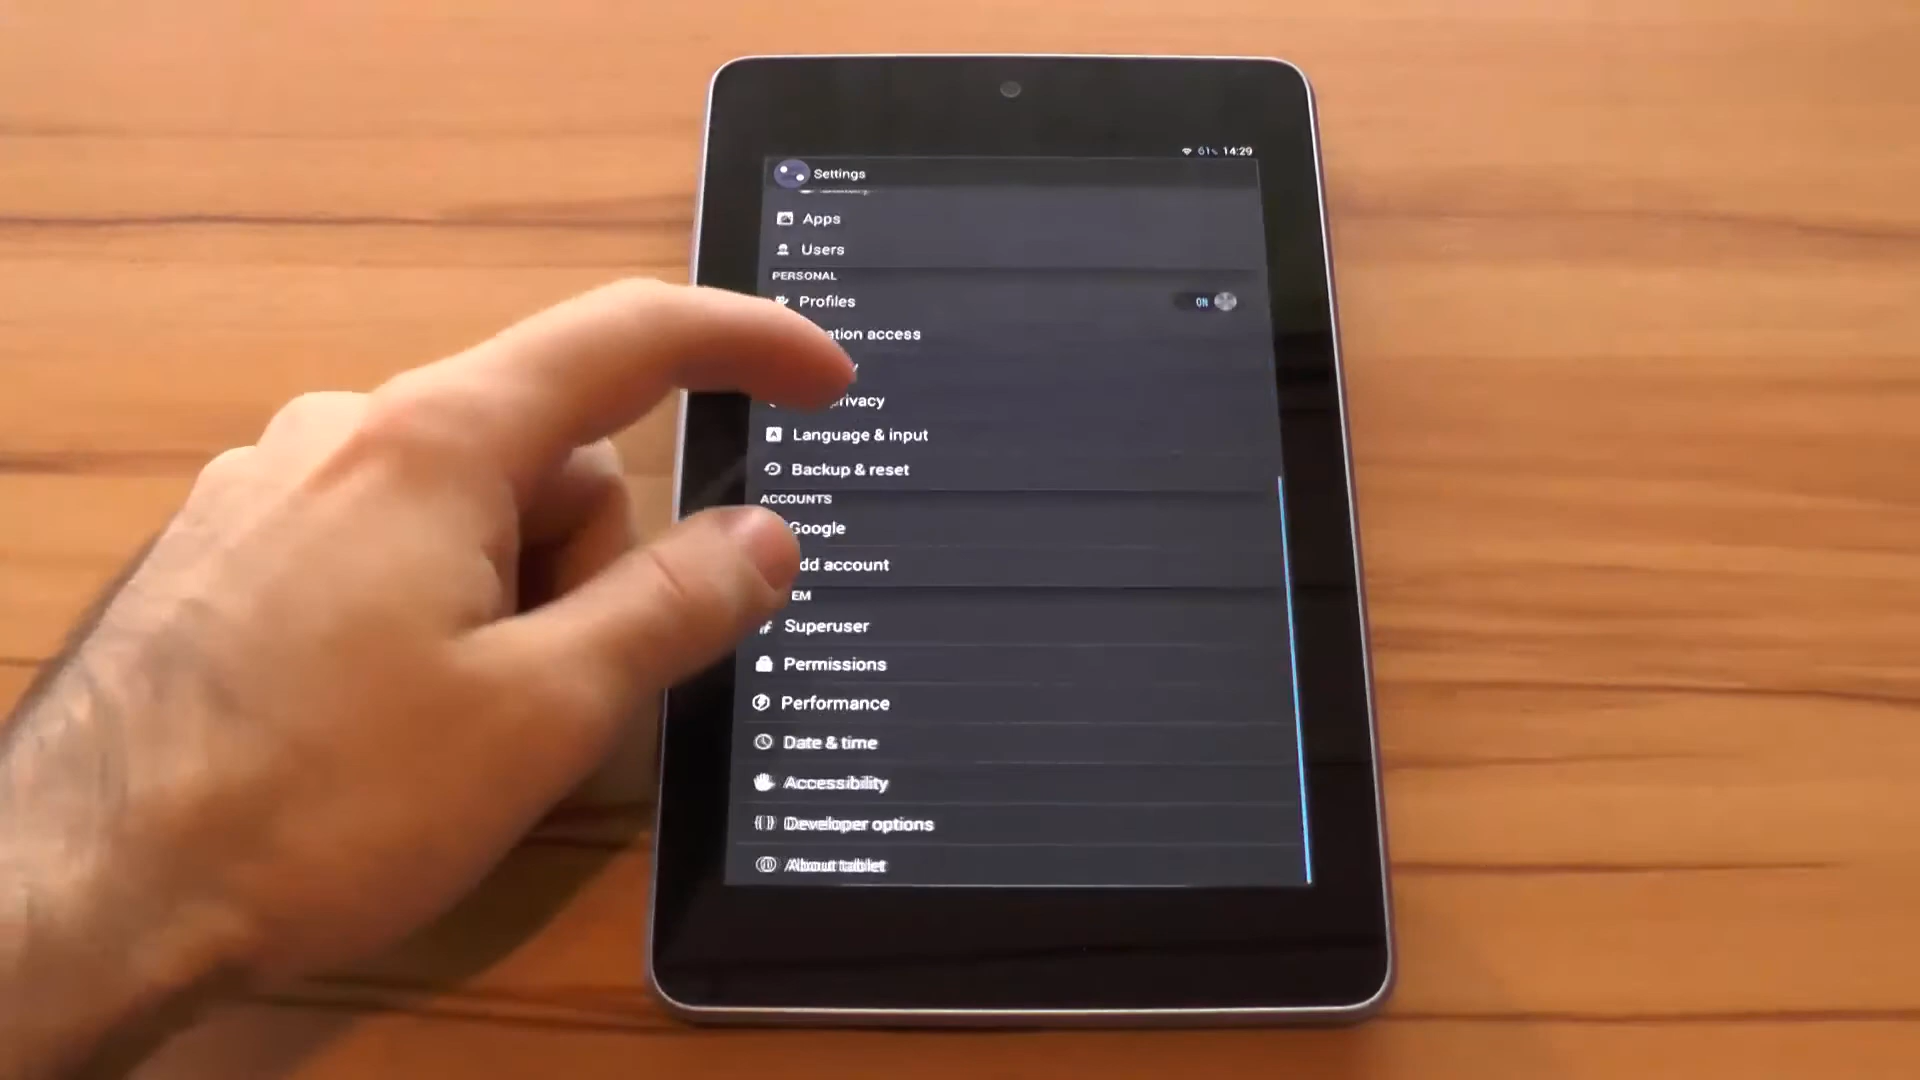 61% 14:29
Settings
Apps
Users
PERSONAL
Profiles
ON
ation access
rivacy
Language & input
Backup & reset
ACCOUNTS
Google
dd account
EM
Superuser
Permissions
Performance
Date & time
Accessibility
Developer options
About tablet